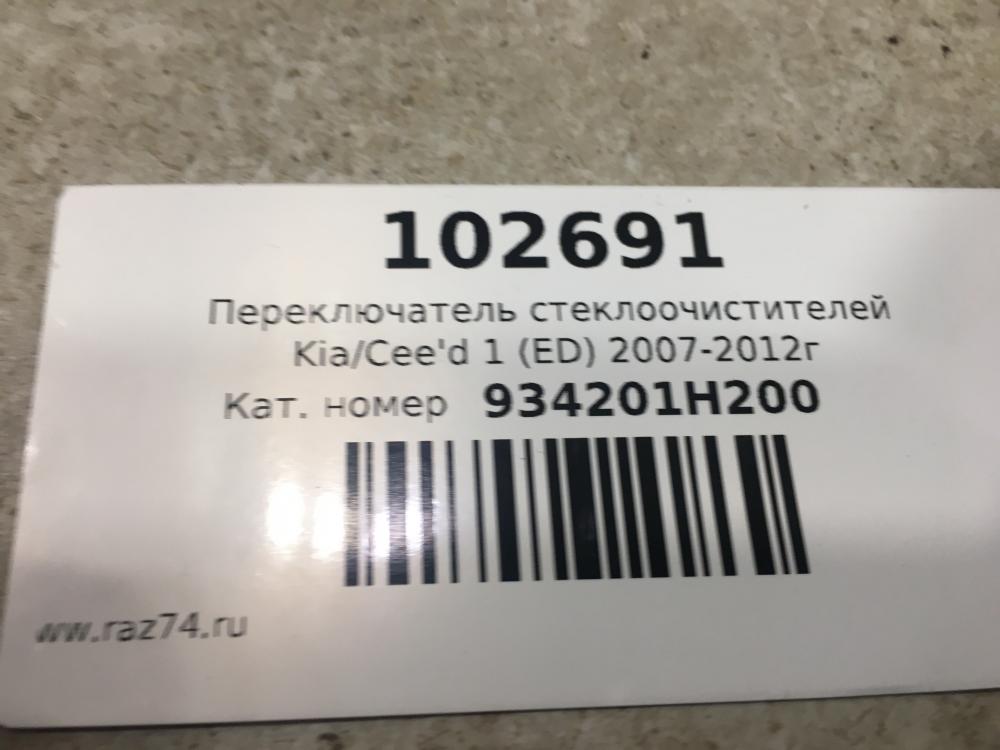 102691
Переключатель стеклоочистителей
Kia/Cee'd 1 (ED) 2007-2012г
Кат. номер 934201H200
www.raz74.ru